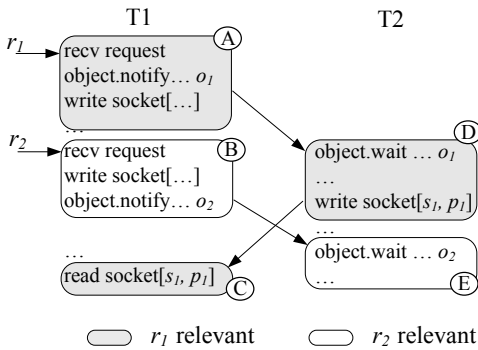 T1
T2
r1
A
recv request
object.notify… o1
write socket[…]
…
r2
B
recv request
write socket[…]
object.notify… o2
D
object.wait … o1
…
write socket[s1, p1]
…
object.wait … o2
…
E
…
read socket[s1, p1]
C
r1 relevant
r2 relevant